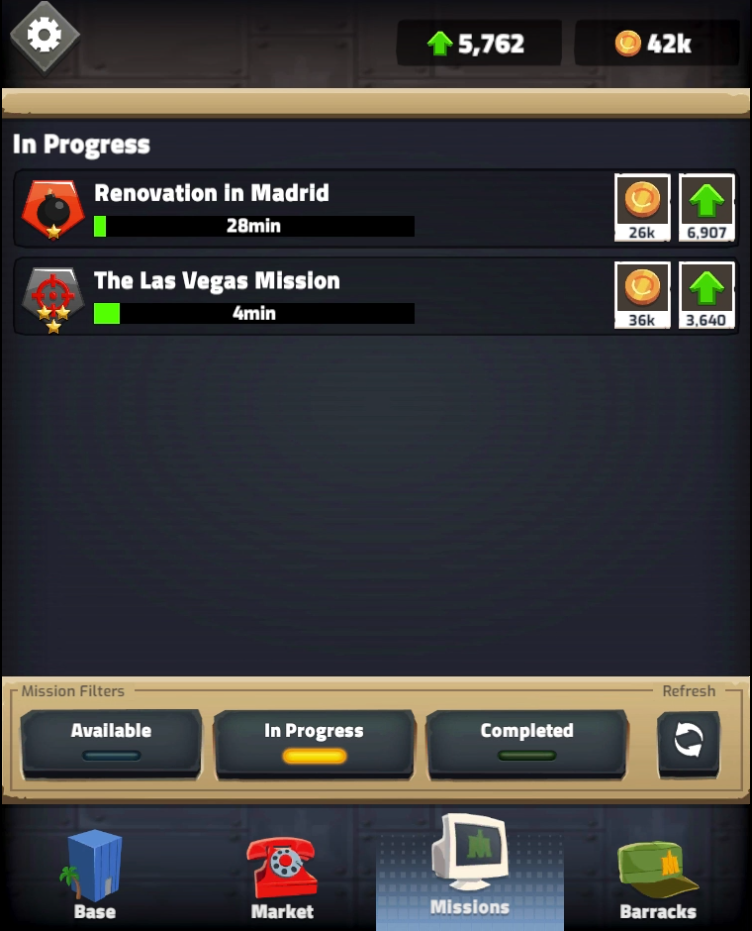 5,762
42k
In Progress
Renovation in Madrid
28min
26k
6,907
The Las Vegas Mission
4min
36k
3,640
Mission Filters
Refresh
Available
In Progress
Completed
Base
Market
Missions
Barracks